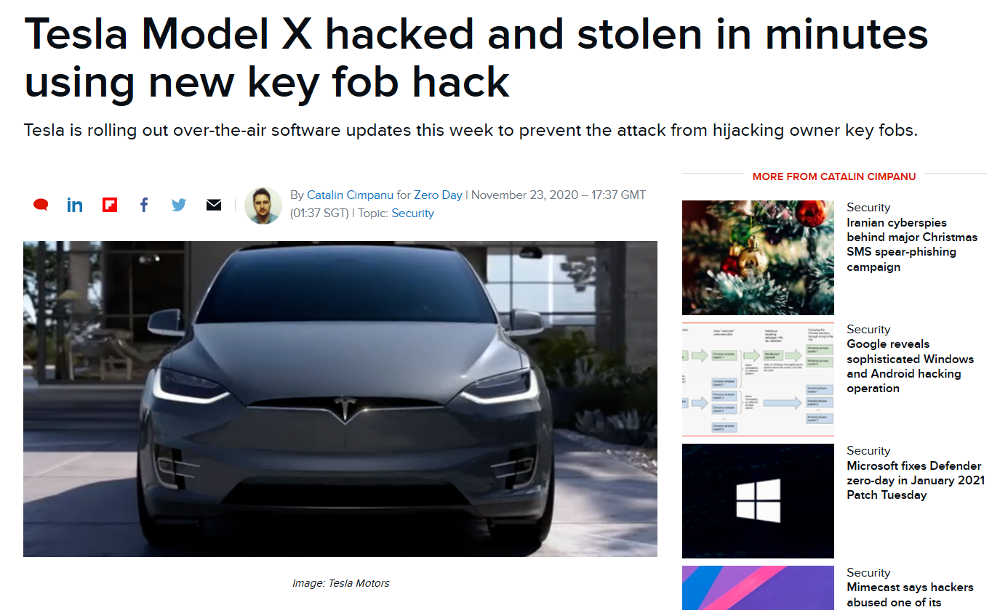 Tesla Model X hacked and stolen in minutes
using new key fob hack
Tesla is rolling out over-the-air software updates this week to prevent the attack from hijacking owner key fobs.
By Catalin Cimpanu for Zero Day | November 23, 2020 -- 17:37 GMT
(01:37 SGT) | Topic: Security
Image: Tesla Motors
MORE FROM CATALIN CIMPANU
Security
Iranian cyberspies
behind major Christmas
SMS spear-phishing
campaign
Security
Google reveals
sophisticated Windows
and Android hacking
operation
Security
Microsoft fixes Defender
zero-day in January 2021
Patch Tuesday
Security
Mimecast says hackers
abused one of its